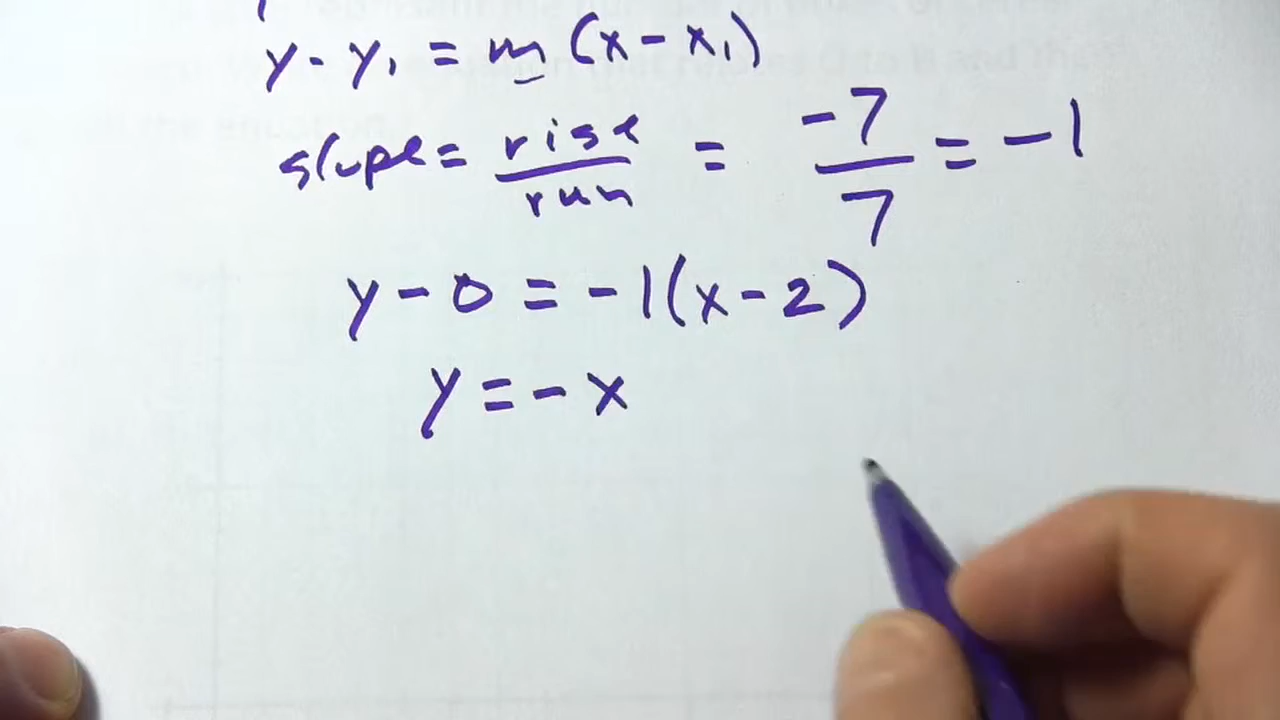 y - y₁ = m (x - x₁)
slope = rise/run = -7/7 = -1
y - 0 = -1(x - 2)
y = - x